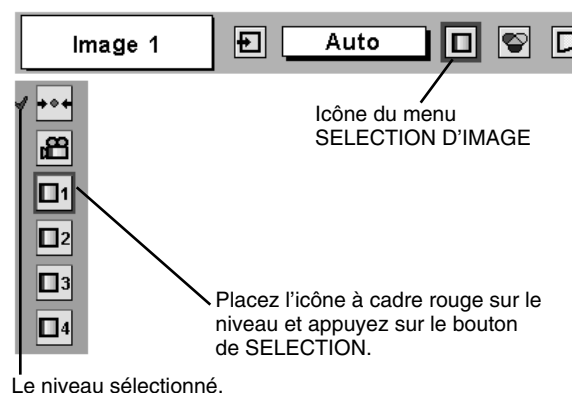 Image 1
Auto
Icône du menu
SELECTION D’IMAGE
1
2
3
4
Placez l’icône à cadre rouge sur le
niveau et appuyez sur le bouton
de SELECTION.
Le niveau sélectionné.